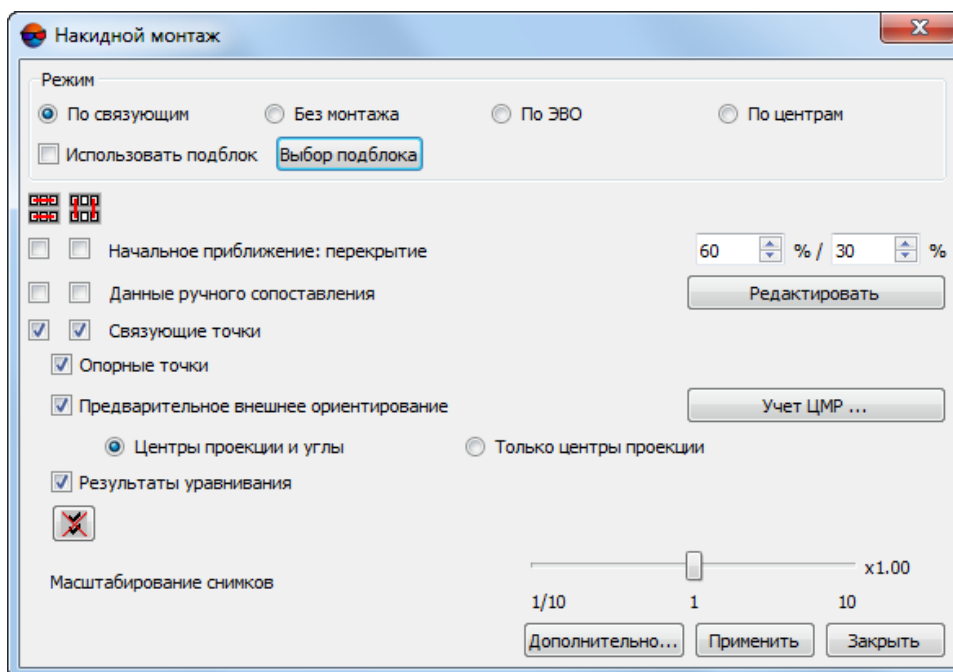 Накидной монтаж
Режим
По связующим Без монтажа По ЭВО По центрам
Использовать подблок Выбор подблока
Начальное приближение: перекрытие 60 % / 30 %
Данные ручного сопоставления Редактировать
Связующие точки
Опорные точки
Предварительное внешнее ориентирование Учет ЦМР ...
Центры проекции и углы Только центры проекции
Результаты уравнивания
Масштабирование снимков x1.00
1/10 1 10
Дополнительно... Применить Закрыть